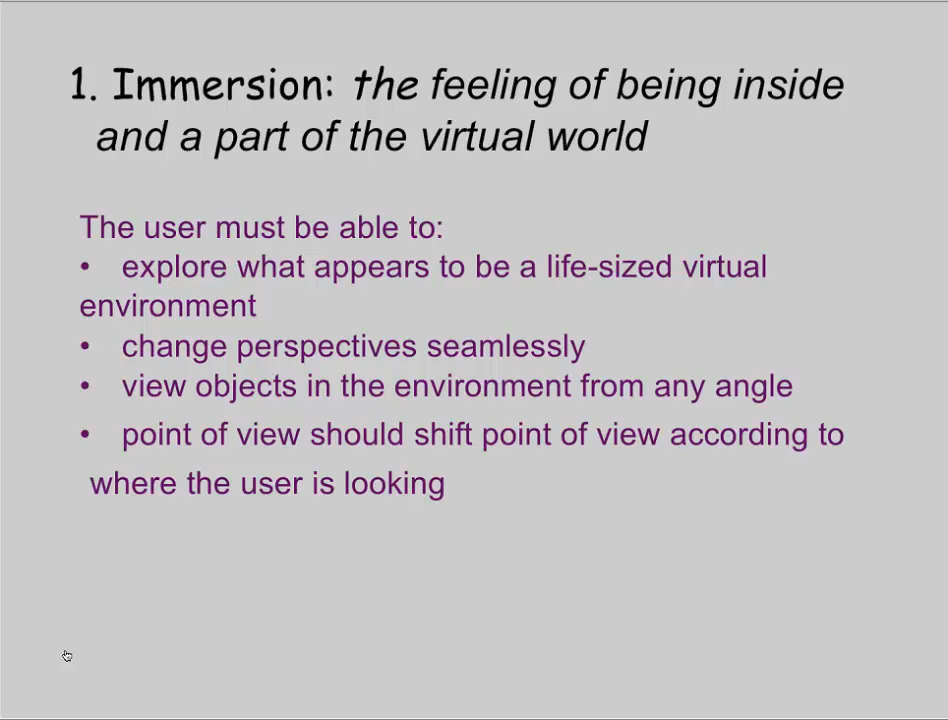 1. Immersion: the feeling of being inside
and a part of the virtual world
The user must be able to:
• explore what appears to be a life-sized virtual
environment
• change perspectives seamlessly
• view objects in the environment from any angle
• point of view should shift point of view according to
where the user is looking